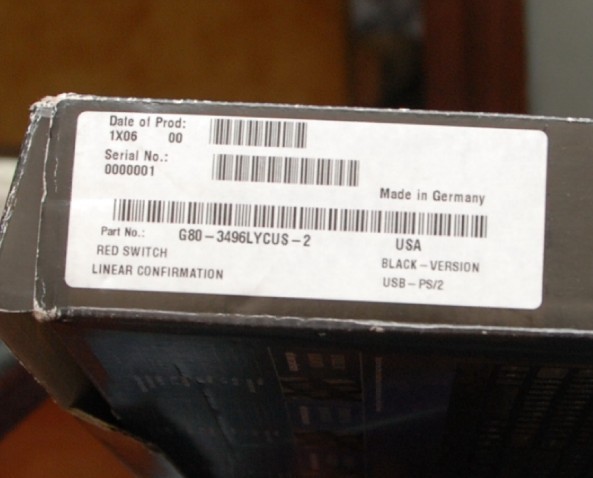 Date of Prod:
1X06 00
Serial No.:
0000001
Made in Germany
Part No.: G80-3496LYCUS-2 USA
RED SWITCH BLACK-VERSION
LINEAR CONFIRMATION USB-PS/2